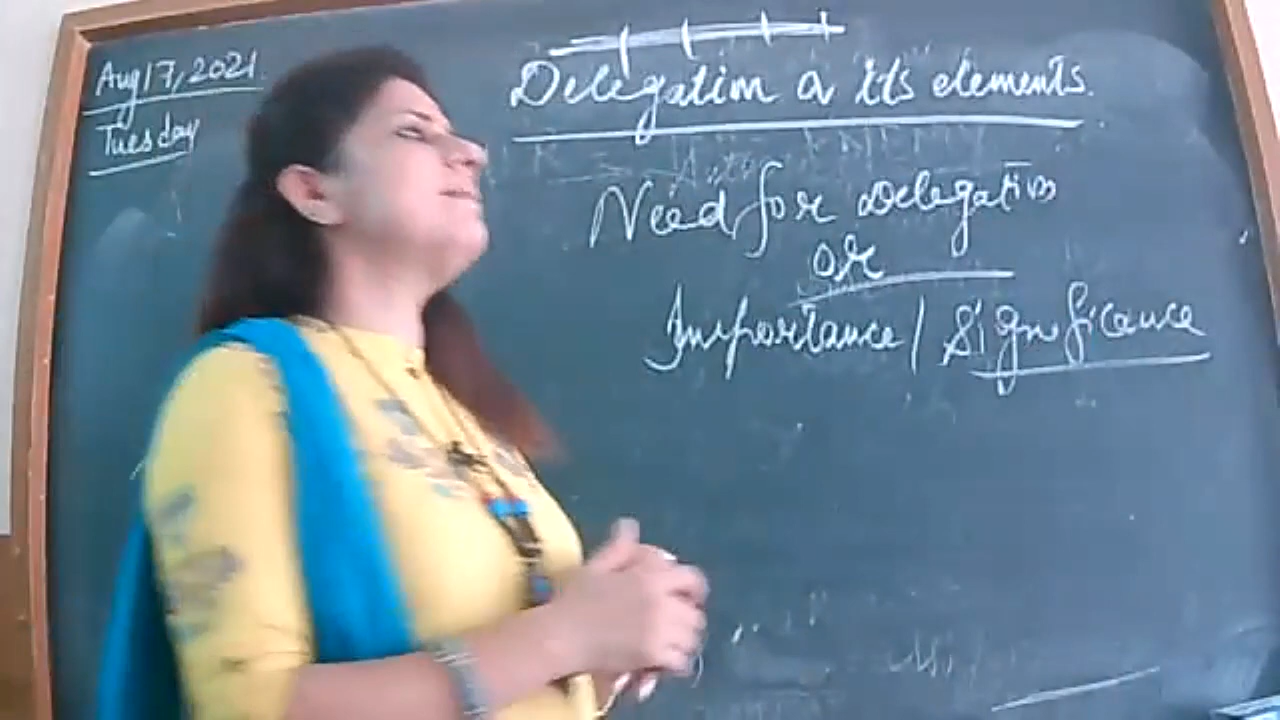 Aug 17, 2021.
Tuesday
Delegation & its elements.
Need for Delegation
or
Importance / Significance